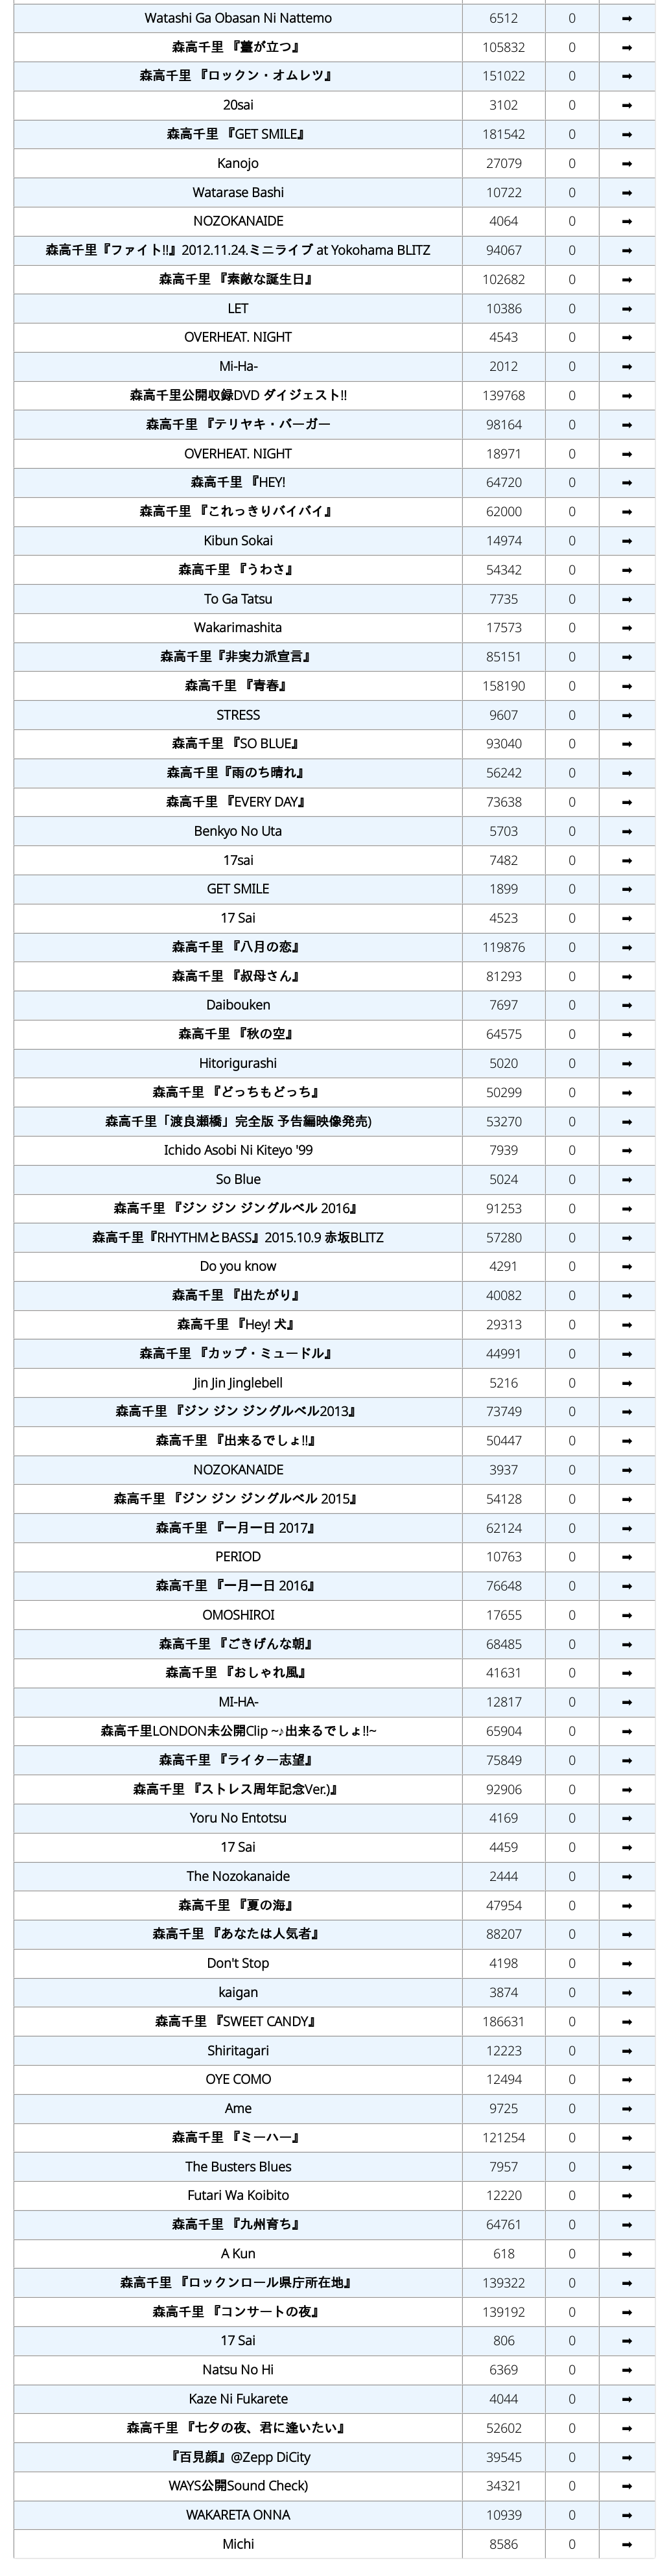 Watashi Ga Obasan Ni Nattemo 6512 0 ➡
森高千里 『薹が立つ』 105832 0 ➡
森高千里 『ロックン・オムレツ』 151022 0 ➡
20sai 3102 0 ➡
森高千里 『GET SMILE』 181542 0 ➡
Kanojo 27079 0 ➡
Watarase Bashi 10722 0 ➡
NOZOKANAIDE 4064 0 ➡
森高千里『ファイト!!』2012.11.24.ミニライブ at Yokohama BLITZ 94067 0 ➡
森高千里 『素敵な誕生日』 102682 0 ➡
LET 10386 0 ➡
OVERHEAT. NIGHT 4543 0 ➡
Mi-Ha- 2012 0 ➡
森高千里公開収録DVD ダイジェスト!! 139768 0 ➡
森高千里 『テリヤキ・バーガー 98164 0 ➡
OVERHEAT. NIGHT 18971 0 ➡
森高千里 『HEY! 64720 0 ➡
森高千里 『これっきりバイバイ』 62000 0 ➡
Kibun Sokai 14974 0 ➡
森高千里 『うわさ』 54342 0 ➡
To Ga Tatsu 7735 0 ➡
Wakarimashita 17573 0 ➡
森高千里『非実力派宣言』 85151 0 ➡
森高千里 『青春』 158190 0 ➡
STRESS 9607 0 ➡
森高千里 『SO BLUE』 93040 0 ➡
森高千里『雨のち晴れ』 56242 0 ➡
森高千里 『EVERY DAY』 73638 0 ➡
Benkyo No Uta 5703 0 ➡
17sai 7482 0 ➡
GET SMILE 1899 0 ➡
17 Sai 4523 0 ➡
森高千里 『八月の恋』 119876 0 ➡
森高千里 『叔母さん』 81293 0 ➡
Daibouken 7697 0 ➡
森高千里 『秋の空』 64575 0 ➡
Hitorigurashi 5020 0 ➡
森高千里 『どっちもどっち』 50299 0 ➡
森高千里「渡良瀬橋」完全版 予告編映像発売) 53270 0 ➡
Ichido Asobi Ni Kiteyo '99 7939 0 ➡
So Blue 5024 0 ➡
森高千里 『ジン ジン ジングルベル 2016』 91253 0 ➡
森高千里『RHYTHMとBASS』2015.10.9 赤坂BLITZ 57280 0 ➡
Do you know 4291 0 ➡
森高千里 『出たがり』 40082 0 ➡
森高千里 『Hey! 犬』 29313 0 ➡
森高千里 『カップ・ミュードル』 44991 0 ➡
Jin Jin Jinglebell 5216 0 ➡
森高千里 『ジン ジン ジングルベル2013』 73749 0 ➡
森高千里 『出来るでしょ!!』 50447 0 ➡
NOZOKANAIDE 3937 0 ➡
森高千里 『ジン ジン ジングルベル 2015』 54128 0 ➡
森高千里 『一月一日 2017』 62124 0 ➡
PERIOD 10763 0 ➡
森高千里 『一月一日 2016』 76648 0 ➡
OMOSHIROI 17655 0 ➡
森高千里 『ごきげんな朝』 68485 0 ➡
森高千里 『おしゃれ風』 41631 0 ➡
MI-HA- 12817 0 ➡
森高千里LONDON未公開Clip ~♪出来るでしょ!!~ 65904 0 ➡
森高千里 『ライター志望』 75849 0 ➡
森高千里 『ストレス周年記念Ver.)』 92906 0 ➡
Yoru No Entotsu 4169 0 ➡
17 Sai 4459 0 ➡
The Nozokanaide 2444 0 ➡
森高千里 『夏の海』 47954 0 ➡
森高千里 『あなたは人気者』 88207 0 ➡
Don't Stop 4198 0 ➡
kaigan 3874 0 ➡
森高千里 『SWEET CANDY』 186631 0 ➡
Shiritagari 12223 0 ➡
OYE COMO 12494 0 ➡
Ame 9725 0 ➡
森高千里 『ミーハー』 121254 0 ➡
The Busters Blues 7957 0 ➡
Futari Wa Koibito 12220 0 ➡
森高千里 『九州育ち』 64761 0 ➡
A Kun 618 0 ➡
森高千里 『ロックンロール県庁所在地』 139322 0 ➡
森高千里 『コンサートの夜』 139192 0 ➡
17 Sai 806 0 ➡
Natsu No Hi 6369 0 ➡
Kaze Ni Fukarete 4044 0 ➡
森高千里 『七夕の夜、君に逢いたい』 52602 0 ➡
『百見顔』@Zepp DiCity 39545 0 ➡
WAYS公開Sound Check) 34321 0 ➡
WAKARETA ONNA 10939 0 ➡
Michi 8586 0 ➡